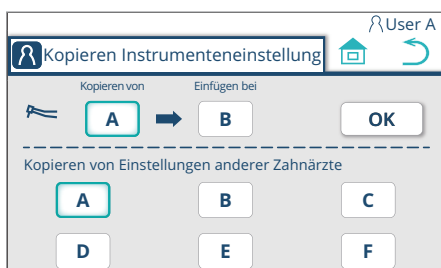 User A
Kopieren Instrumenteneinstellung
Kopieren von Einfügen bei
A B OK
Kopieren von Einstellungen anderer Zahnärzte
A B C
D E F